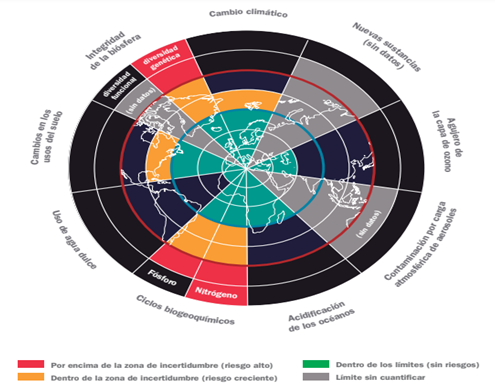 Cambio climático
Nuevas sustancias
(sin datos)
Integridad
de la biósfera
diversidad
genética
diversidad
funcional
(sin datos)
Agujero de
la capa de ozono
Cambios en los
usos del suelo
Uso de agua dulce
(sin datos)
Contaminación por carga
atmosférica de aerosoles
Fósforo
Nitrógeno
Ciclos biogeoquímicos
Acidificación
de los océanos
Por encima de la zona de incertidumbre (riesgo alto)
Dentro de la zona de incertidumbre (riesgo creciente)
Dentro de los límites (sin riesgos)
Límite sin cuantificar